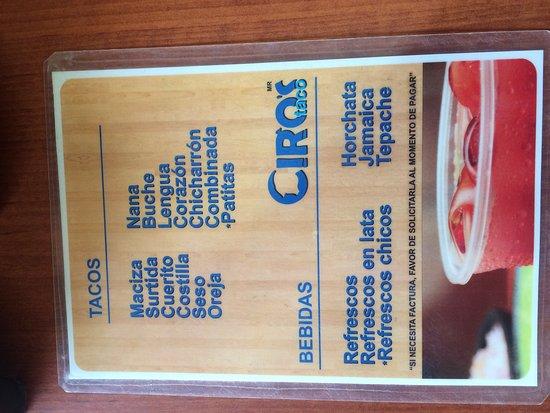 TACOS
Maciza
Surtida
Cuerito
Costilla
Seso
Oreja
Nana
Buche
Lengua
Corazón
Chicharrón
Combinada
*Patitas
CIRO'S
taco
MR
BEBIDAS
Refrescos
Refrescos en lata
*Refrescos chicos
Horchata
Jamaica
Tepache
"SI NECESITA FACTURA, FAVOR DE SOLICITARLA AL MOMENTO DE PAGAR"